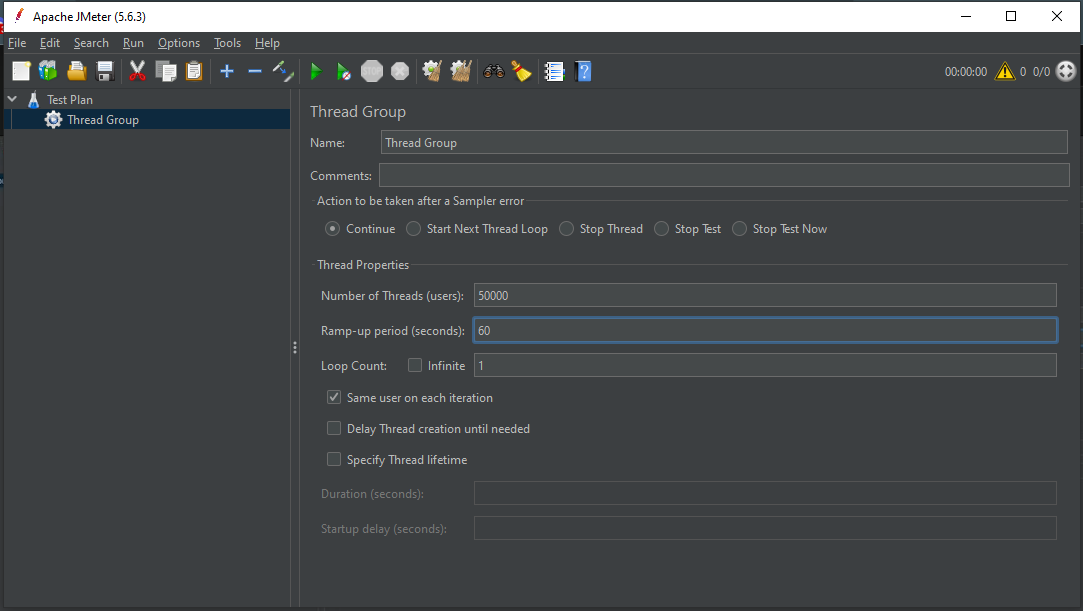 Apache JMeter (5.6.3)
File Edit Search Run Options Tools Help
00:00:00 0 0/0
Test Plan
Thread Group
Thread Group
Name: Thread Group
Comments:
Action to be taken after a Sampler error
Continue Start Next Thread Loop Stop Thread Stop Test Stop Test Now
Thread Properties
Number of Threads (users): 50000
Ramp-up period (seconds): 60
Loop Count: Infinite 1
Same user on each iteration
Delay Thread creation until needed
Specify Thread lifetime
Duration (seconds):
Startup delay (seconds):